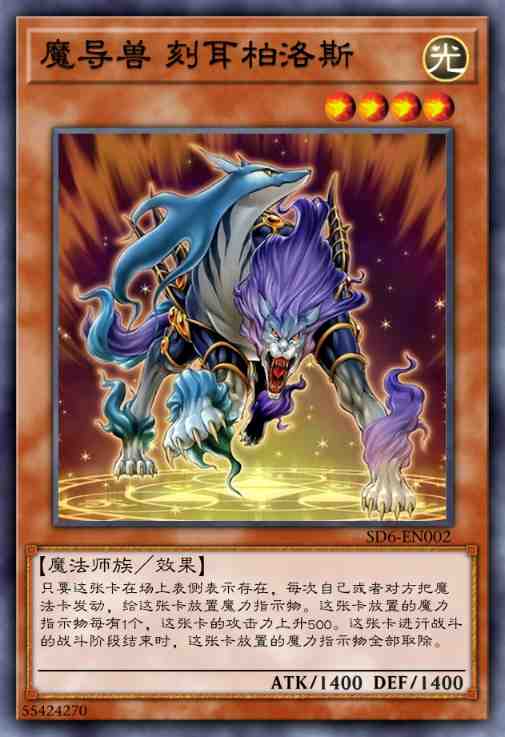 魔导兽 刻耳柏洛斯
光
SD6-EN002
【魔法师族／效果】
只要这张卡在场上表侧表示存在，每次自己或者对方把魔
法卡发动，给这张卡放置魔力指示物。这张卡放置的魔力
指示物每有1个，这张卡的攻击力上升500。这张卡进行战斗
的战斗阶段结束时，这张卡放置的魔力指示物全部取除。
ATK/1400 DEF/1400
55424270